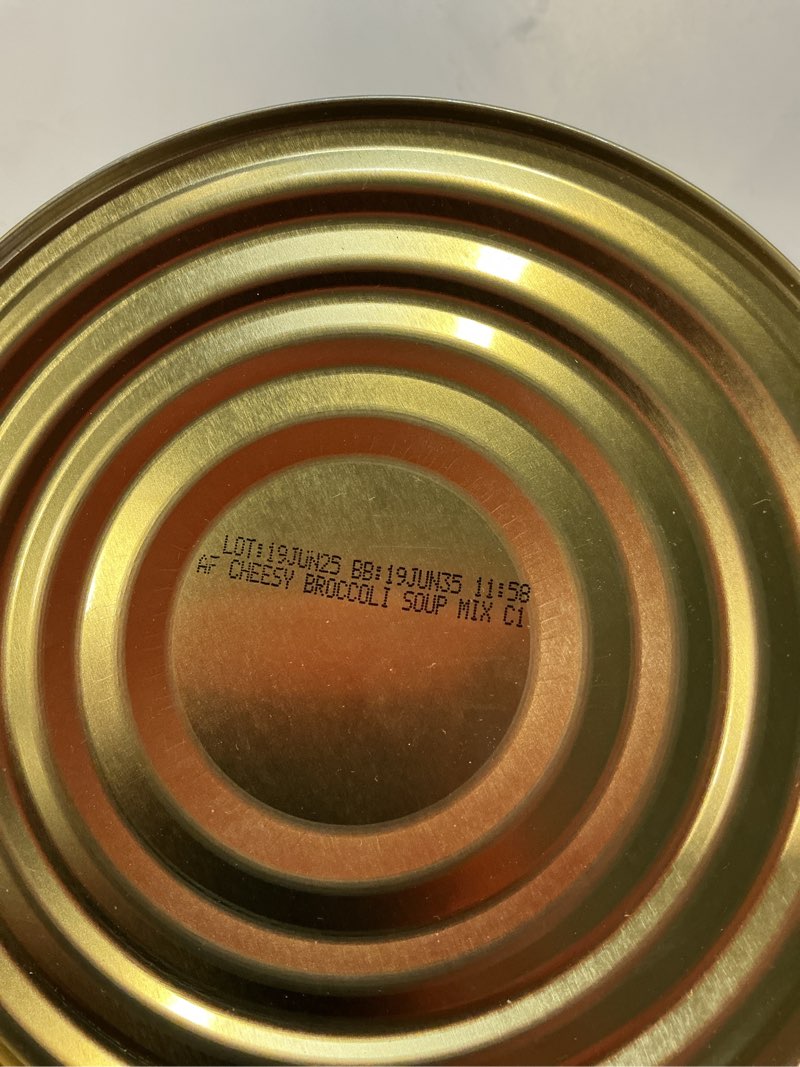 LOT:19JUN25 BB:19JUN35 11:58
AF CHEESY BROCCOLI SOUP MIX C1